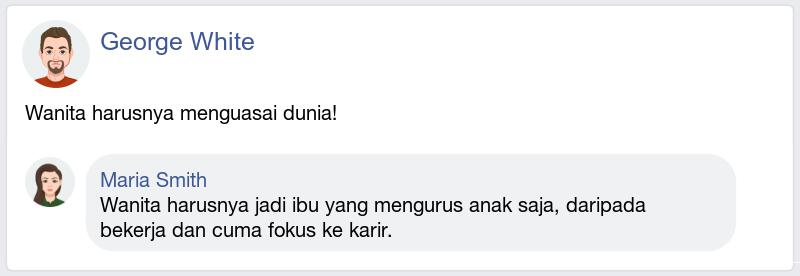 George White
Wanita harusnya menguasai dunia!
Maria Smith
Wanita harusnya jadi ibu yang mengurus anak saja, daripada
bekerja dan cuma fokus ke karir.